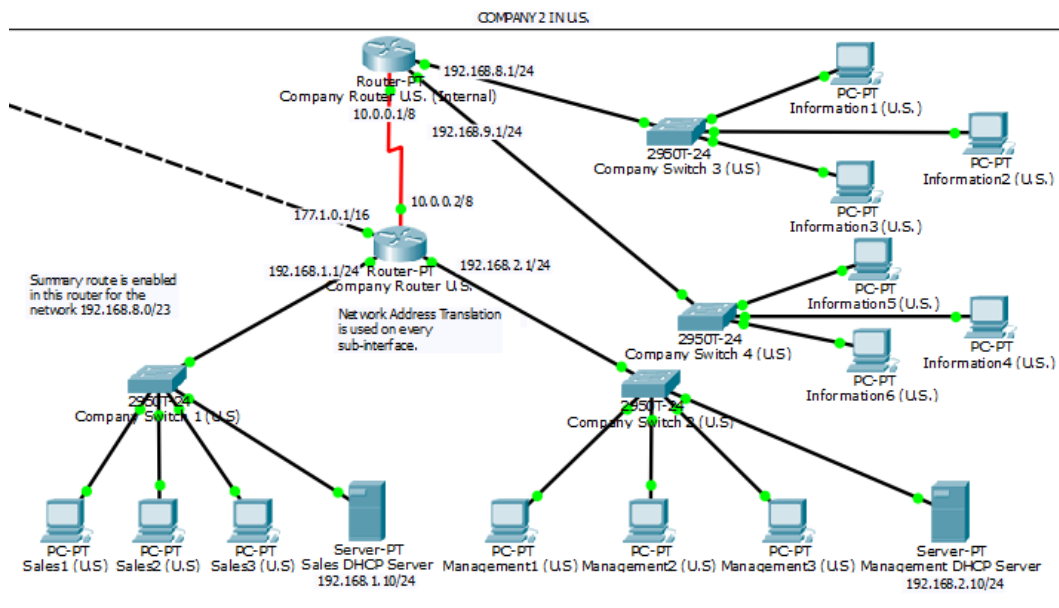 COMPANY 2 IN U.S.
Router-PT
Company Router U.S. (Internal)
10.0.0.1/8
192.168.8.1/24
192.168.9.1/24
PC-PT
Information1 (U.S.)
2950T-24
Company Switch 3 (U.S)
PC-PT
Information2 (U.S.)
PC-PT
Information3 (U.S.)
10.0.0.2/8
177.1.0.1/16
192.168.1.1/24
Router-PT
Company Router U.S.
192.168.2.1/24
Summary route is enabled
in this router for the
network 192.168.8.0/23
Network Address Translation
is used on every
sub-interface.
PC-PT
Information5 (U.S.)
2950T-24
Company Switch 4 (U.S)
PC-PT
Information4 (U.S.)
PC-PT
Information6 (U.S.)
2950T-24
Company Switch 1 (U.S)
2950T-24
Company Switch 2 (U.S)
PC-PT
Sales1 (U.S)
PC-PT
Sales2 (U.S)
PC-PT
Sales3 (U.S)
Server-PT
Sales DHCP Server
192.168.1.10/24
PC-PT
Management1 (U.S)
PC-PT
Management2 (U.S)
PC-PT
Management3 (U.S)
Server-PT
Management DHCP Server
192.168.2.10/24